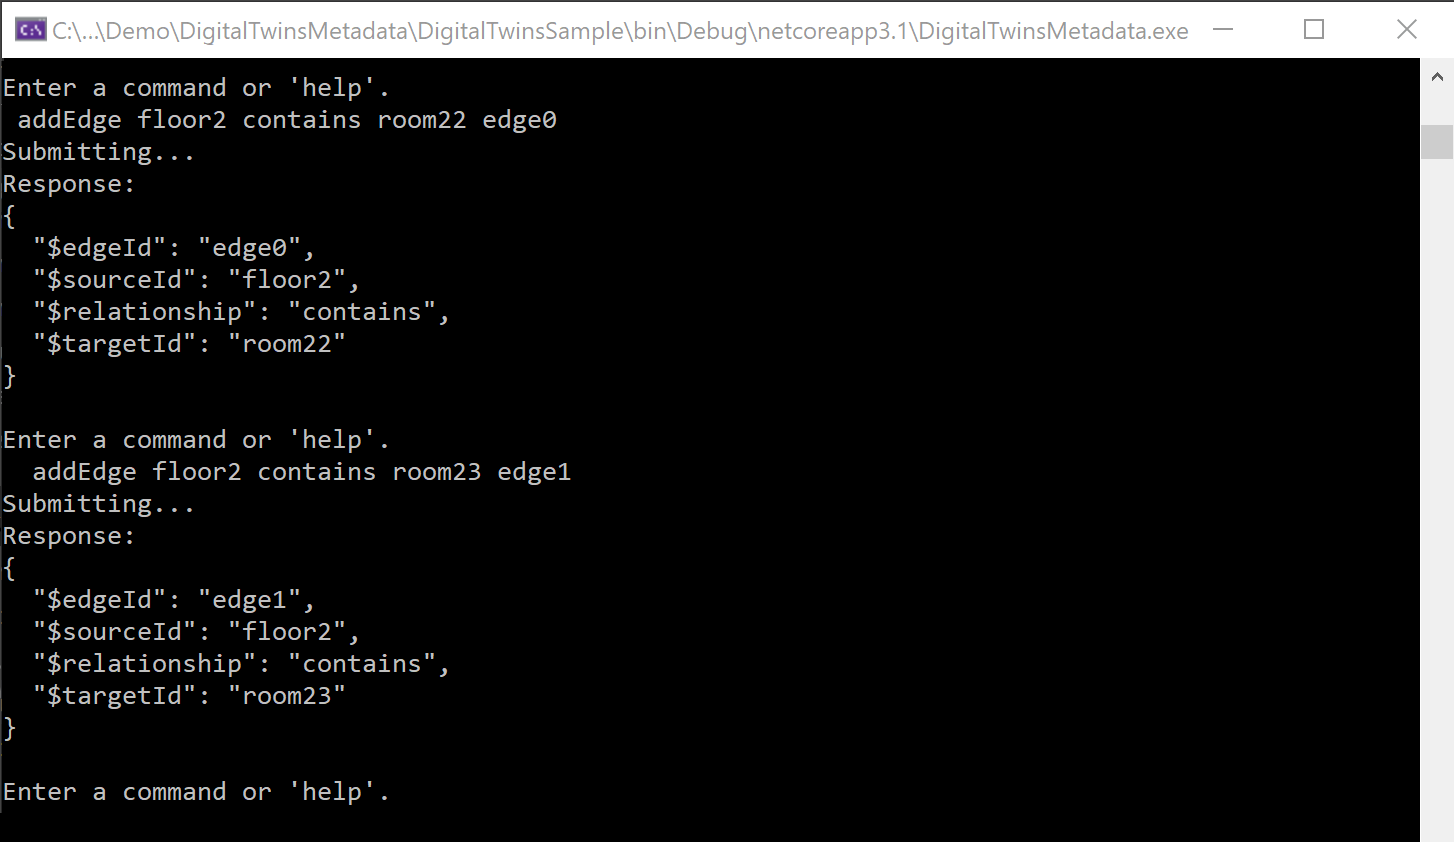 C:\...\Demo\DigitalTwinsMetadata\DigitalTwinsSample\bin\Debug\netcoreapp3.1\DigitalTwinsMetadata.exe
Enter a command or 'help'.
 addEdge floor2 contains room22 edge0
Submitting...
Response:
{
  "$edgeId": "edge0",
  "$sourceId": "floor2",
  "$relationship": "contains",
  "$targetId": "room22"
}

Enter a command or 'help'.
  addEdge floor2 contains room23 edge1
Submitting...
Response:
{
  "$edgeId": "edge1",
  "$sourceId": "floor2",
  "$relationship": "contains",
  "$targetId": "room23"
}

Enter a command or 'help'.